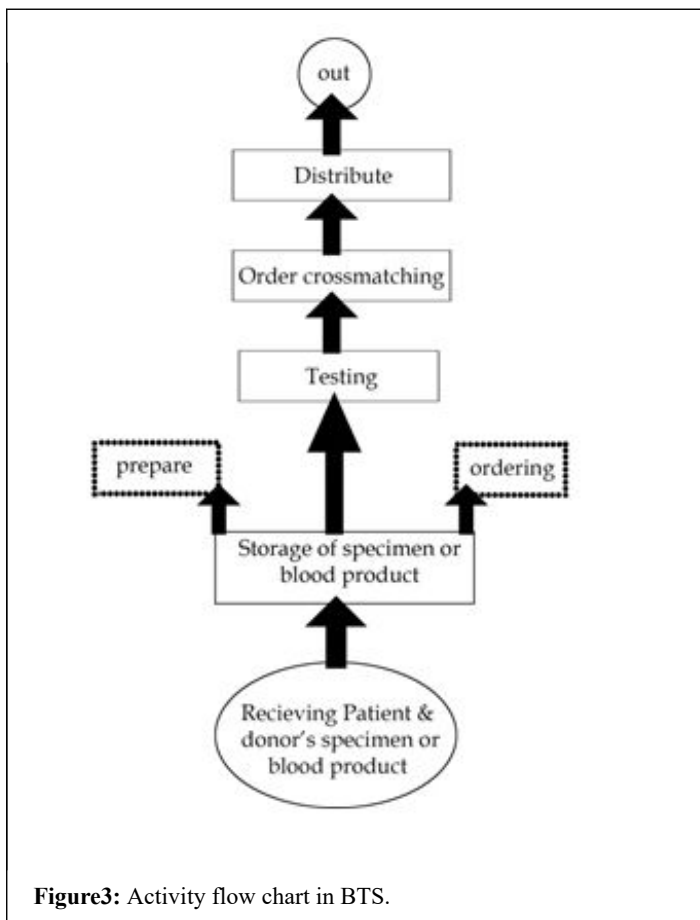 out
Distribute
Order crossmatching
Testing
prepare
ordering
Storage of specimen or
blood product
Recieving Patient &
donor's specimen or
blood product
Figure3: Activity flow chart in BTS.